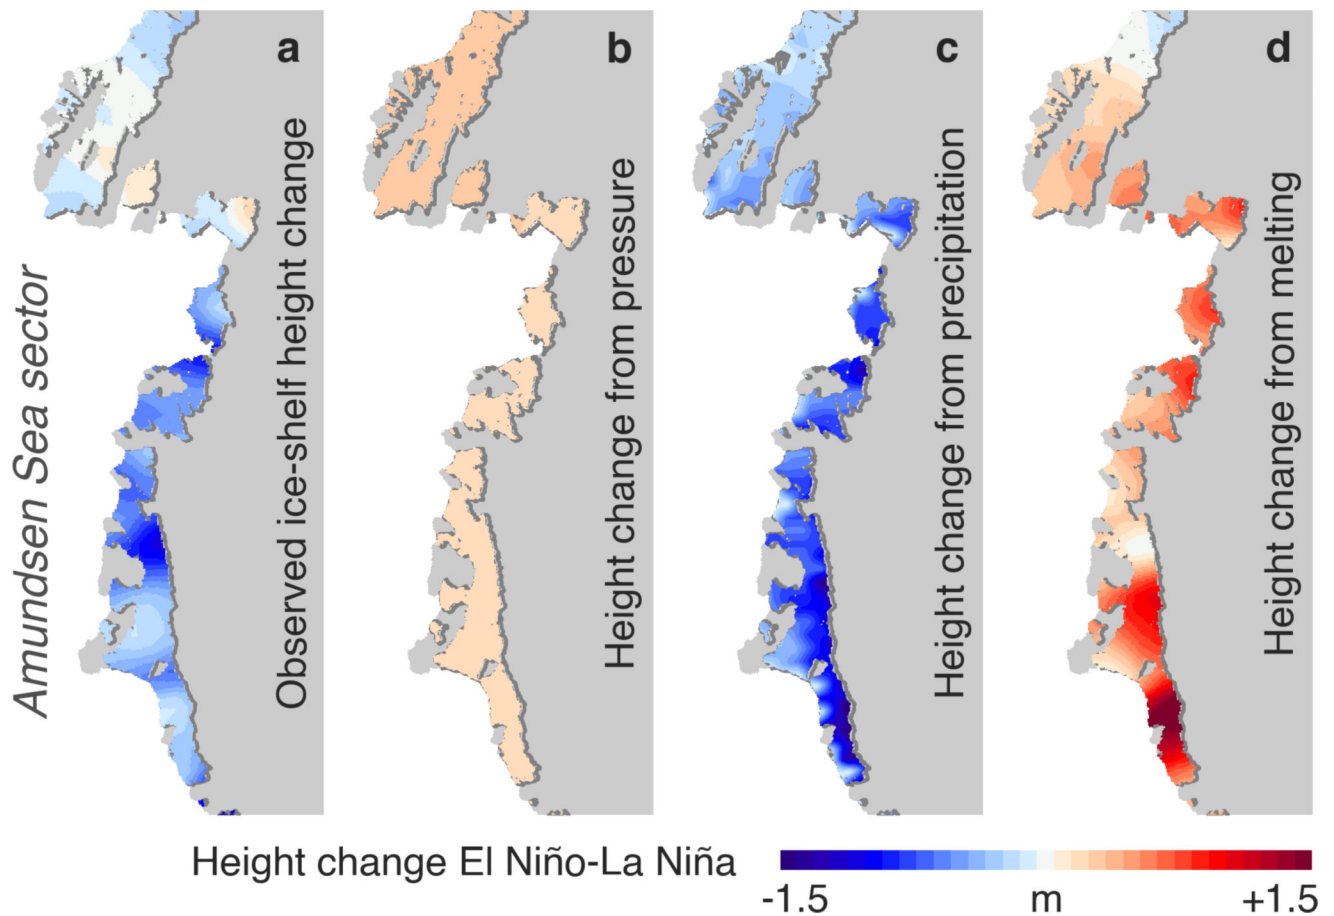 Amundsen Sea sector
a
Observed ice-shelf height change
b
Height change from pressure
c
Height change from precipitation
d
Height change from melting
Height change El Niño-La Niña
-1.5 m +1.5